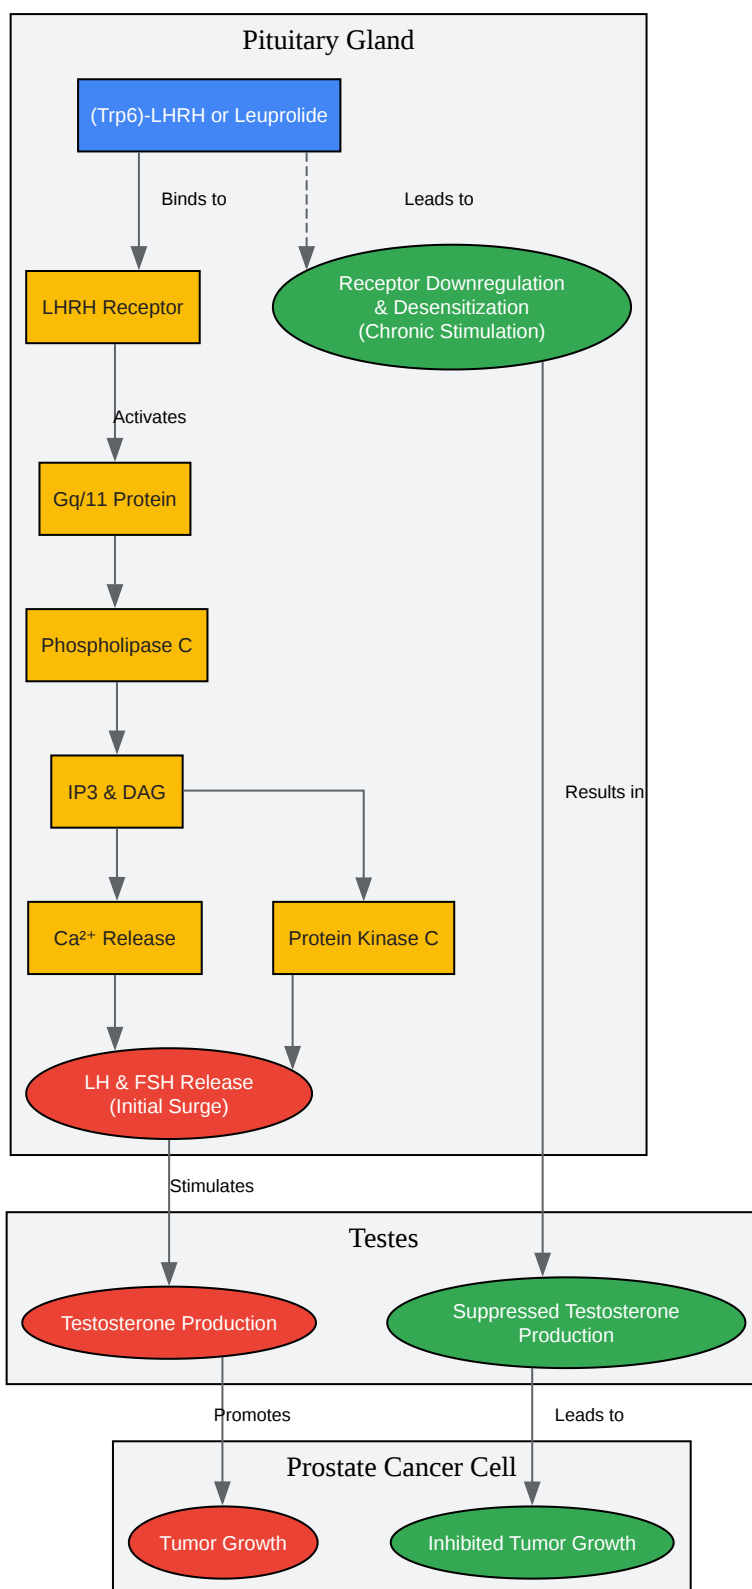 Pituitary Gland
(Trp6)-LHRH or Leuprolide
Binds to
Leads to
LHRH Receptor
Receptor Downregulation
& Desensitization
(Chronic Stimulation)
Activates
Gq/11 Protein
Phospholipase C
IP3 & DAG
Results in
Ca²⁺ Release
Protein Kinase C
LH & FSH Release
(Initial Surge)
Stimulates
Testes
Testosterone Production
Suppressed Testosterone
Production
Promotes
Leads to
Prostate Cancer Cell
Tumor Growth
Inhibited Tumor Growth